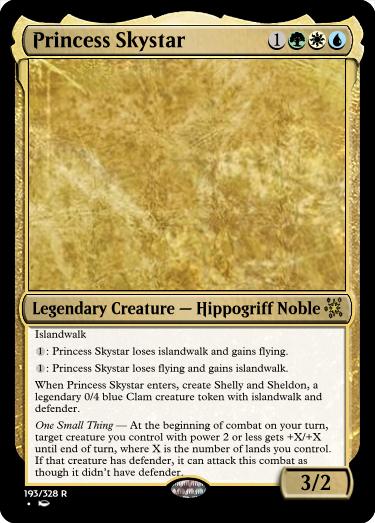 Princess Skystar 1
Legendary Creature — Hippogriff Noble
Islandwalk
1: Princess Skystar loses islandwalk and gains flying.
1: Princess Skystar loses flying and gains islandwalk.
When Princess Skystar enters, create Shelly and Sheldon, a
legendary 0/4 blue Clam creature token with islandwalk and
defender.
One Small Thing — At the beginning of combat on your turn,
target creature you control with power 2 or less gets +X/+X
until end of turn, where X is the number of lands you control.
If that creature has defender, it can attack this combat as
though it didn't have defender.
3/2
193/328 R